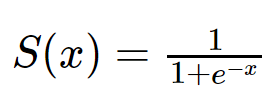 S(x) = 1/(1+e^{-x})